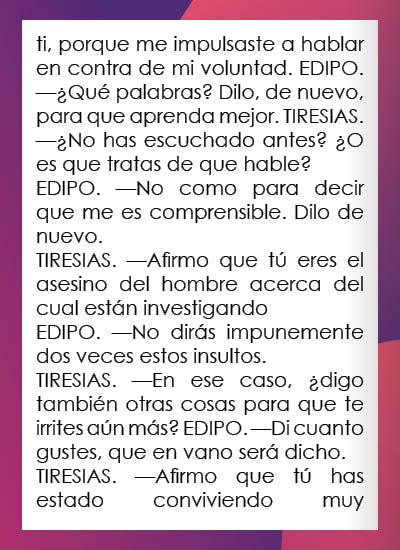 ti, porque me impulsaste a hablar
en contra de mi voluntad. EDIPO.
—¿Qué palabras? Dilo, de nuevo,
para que aprenda mejor. TIRESIAS.
—¿No has escuchado antes? ¿O
es que tratas de que hable?
EDIPO. —No como para decir
que me es comprensible. Dilo de
nuevo.
TIRESIAS. —Afirmo que tú eres el
asesino del hombre acerca del
cual están investigando
EDIPO. —No dirás impunemente
dos veces estos insultos.
TIRESIAS. —En ese caso, ¿digo
también otras cosas para que te
irrites aún más? EDIPO. —Di cuanto
gustes, que en vano será dicho.
TIRESIAS. —Afirmo que tú has
estado conviviendo muy